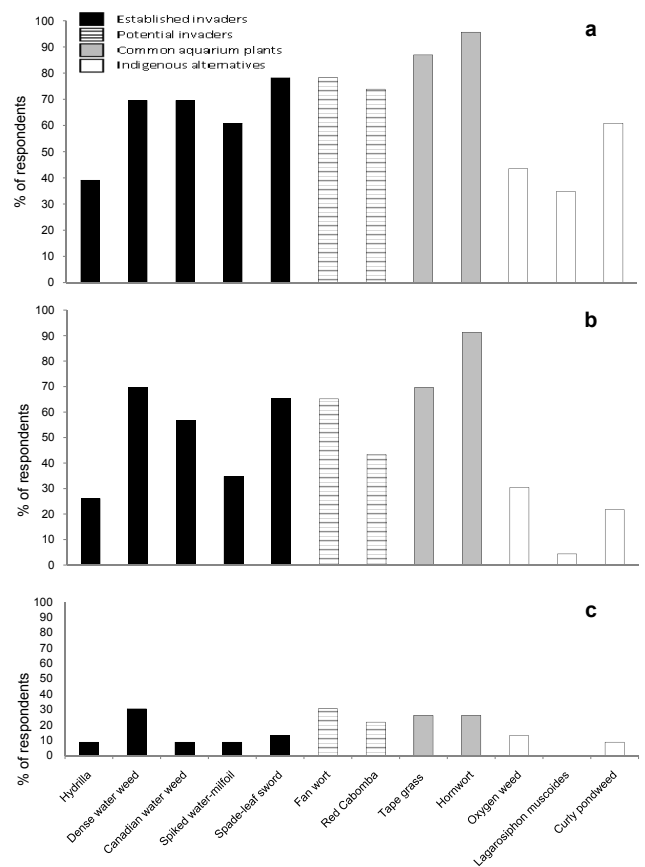 Established invaders
Potential invaders
Common aquarium plants
Indigenous alternatives
a
% of respondents
100
90
80
70
60
50
40
30
20
10
0
b
% of respondents
100
90
80
70
60
50
40
30
20
10
0
c
% of respondents
100
90
80
70
60
50
40
30
20
10
0
Hydrilla
Dense water weed
Canadian water weed
Spiked water-milfoil
Spade-leaf sword
Fan wort
Red Cabomba
Tape grass
Hornwort
Oxygen weed
Lagarosiphon muscoides
Curly pondweed